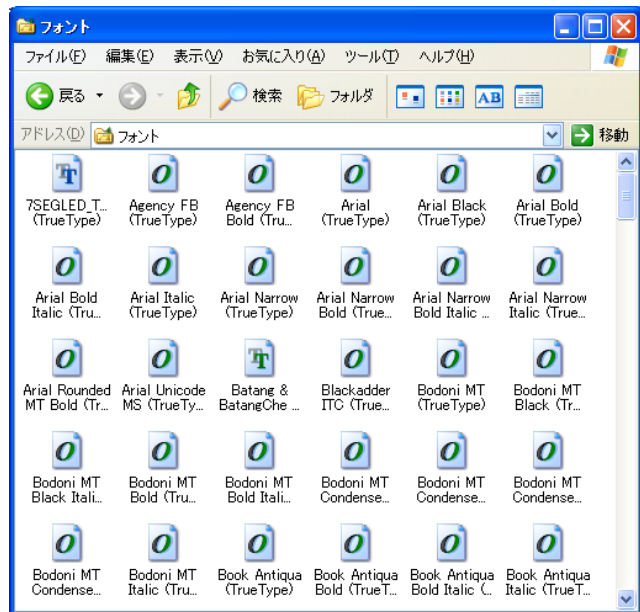 フォント
ファイル(F) 編集(E) 表示(V) お気に入り(A) ツール(T) ヘルプ(H)
戻る 検索 フォルダ
アドレス(D) フォント 移動
7SEGLED_T... (TrueType)
Agency FB (TrueType)
Agency FB Bold (Tru...
Arial (TrueType)
Arial Black (TrueType)
Arial Bold (TrueType)
Arial Bold Italic (Tru...
Arial Italic (TrueType)
Arial Narrow (TrueType)
Arial Narrow Bold (True...
Arial Narrow Bold Italic ...
Arial Narrow Italic (True...
Arial Rounded MT Bold (Tr...
Arial Unicode MS (TrueTy...
Batang & BatangChe ...
Blackadder ITC (True...
Bodoni MT (TrueType)
Bodoni MT Black (Tr...
Bodoni MT Black Itali...
Bodoni MT Bold (Tru...
Bodoni MT Bold Itali...
Bodoni MT Condense...
Bodoni MT Condense...
Bodoni MT Condense...
Bodoni MT Condense...
Bodoni MT Italic (Tru...
Book Antiqua (TrueType)
Book Antiqua Bold (TrueT...
Book Antiqua Bold Italic (...
Book Antiqua Italic (TrueT...